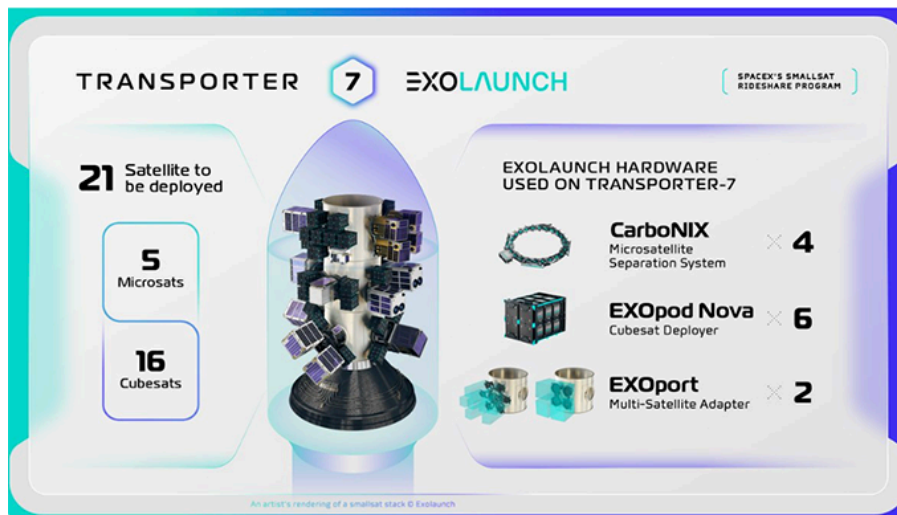 TRANSPORTER 7 EXOLAUNCH
SPACEX'S SMALLSAT
RIDESHARE PROGRAM
21 Satellite to
be deployed
5
Microsats
16
Cubesats
EXOLAUNCH HARDWARE
USED ON TRANSPORTER-7
CarboNIX × 4
Microsatellite
Separation System
EXOpod Nova × 6
Cubesat Deployer
EXOport × 2
Multi-Satellite Adapter
An artist's rendering of a smallsat stack © Exolaunch